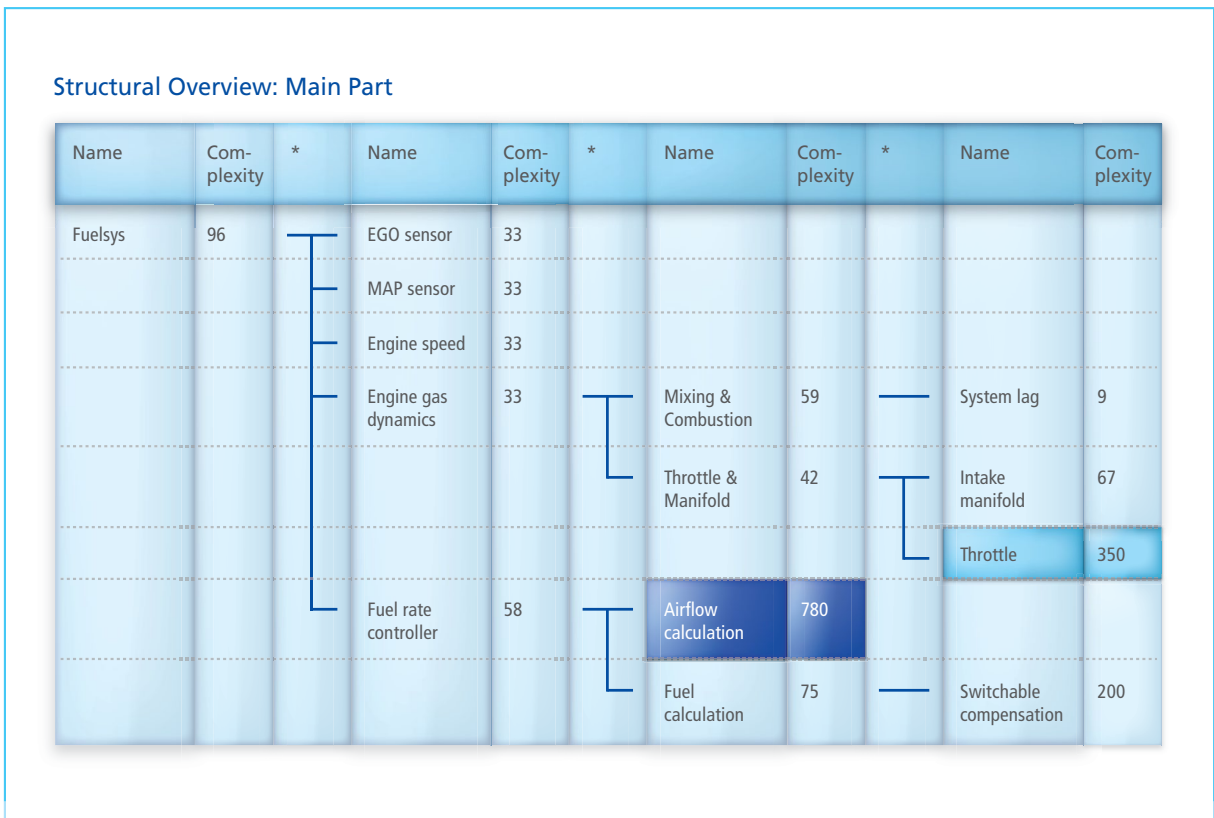 Structural Overview: Main Part
Name Com- * Name Com- * Name Com- * Name Com-
plexity plexity plexity plexity
Fuelsys 96 EGO sensor 33
MAP sensor 33
Engine speed 33
Engine gas 33 Mixing & 59 System lag 9
dynamics Combustion
Throttle & 42 Intake 67
Manifold manifold
Throttle 350
Fuel rate 58 Airflow 780
controller calculation
Fuel 75 Switchable 200
calculation compensation